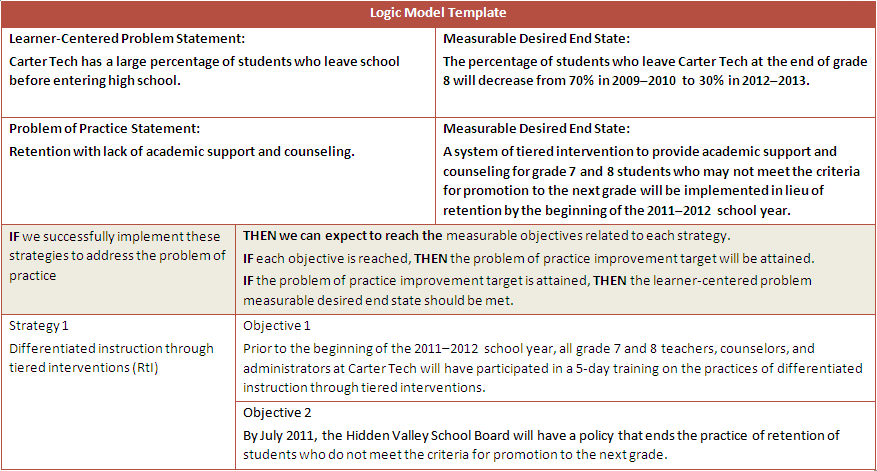 Logic Model Template
Learner-Centered Problem Statement:
Carter Tech has a large percentage of students who leave school
before entering high school.
Measurable Desired End State:
The percentage of students who leave Carter Tech at the end of grade
8 will decrease from 70% in 2009–2010 to 30% in 2012–2013.
Problem of Practice Statement:
Retention with lack of academic support and counseling.
Measurable Desired End State:
A system of tiered intervention to provide academic support and
counseling for grade 7 and 8 students who may not meet the criteria
for promotion to the next grade will be implemented in lieu of
retention by the beginning of the 2011–2012 school year.
IF we successfully implement these
strategies to address the problem of
practice
THEN we can expect to reach the measurable objectives related to each strategy.
IF each objective is reached, THEN the problem of practice improvement target will be attained.
IF the problem of practice improvement target is attained, THEN the learner-centered problem
measurable desired end state should be met.
Strategy 1
Differentiated instruction through
tiered interventions (RtI)
Objective 1
Prior to the beginning of the 2011–2012 school year, all grade 7 and 8 teachers, counselors, and
administrators at Carter Tech will have participated in a 5-day training on the practices of differentiated
instruction through tiered interventions.
Objective 2
By July 2011, the Hidden Valley School Board will have a policy that ends the practice of retention of
students who do not meet the criteria for promotion to the next grade.